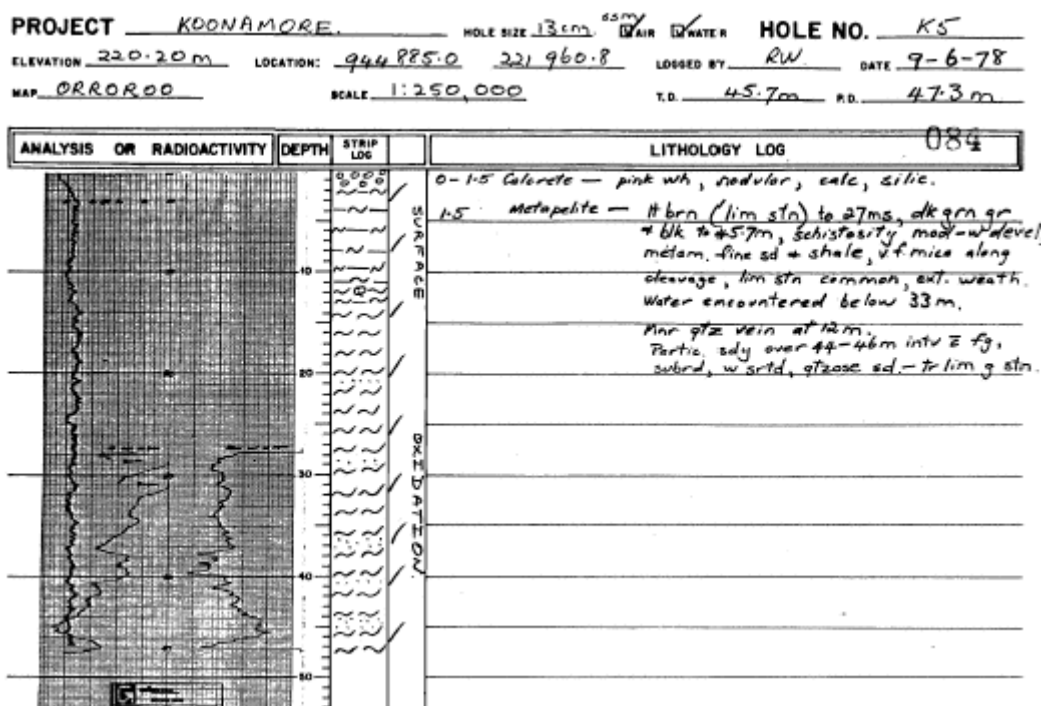 PROJECT KOONAMORE. HOLE SIZE 13cm. 65m AIR WATER HOLE NO. K5
ELEVATION 220.20m LOCATION: 944 885.0 221 960.8 LOGGED BY RW. DATE 9-6-78
MAP ORROROO SCALE 1:250,000 T.D. 45.7m P.D. 47.3m
084
ANALYSIS OR RADIOACTIVITY DEPTH STRIP LOG LITHOLOGY LOG
0-1.5 Calcrete — pink wh, nodular, calc, silic.
1.5 Metapelite — lt brn (lim stn) to 27ms, dk grn gr
+ blk to 45.7m, schistosity mod-w devel,
metam. fine sd + shale, v.f. mica along
cleavage, lim stn common, ext. weath.
Water encountered below 33m.
Mnr qtz vein at 12m.
Partic. sdy over 44-46m intv c̄ fg,
subrd, w srtd, qtzose sd. - tr lim g stn.
SURFACE
OXIDATION.
Q
10
20
30
40
50